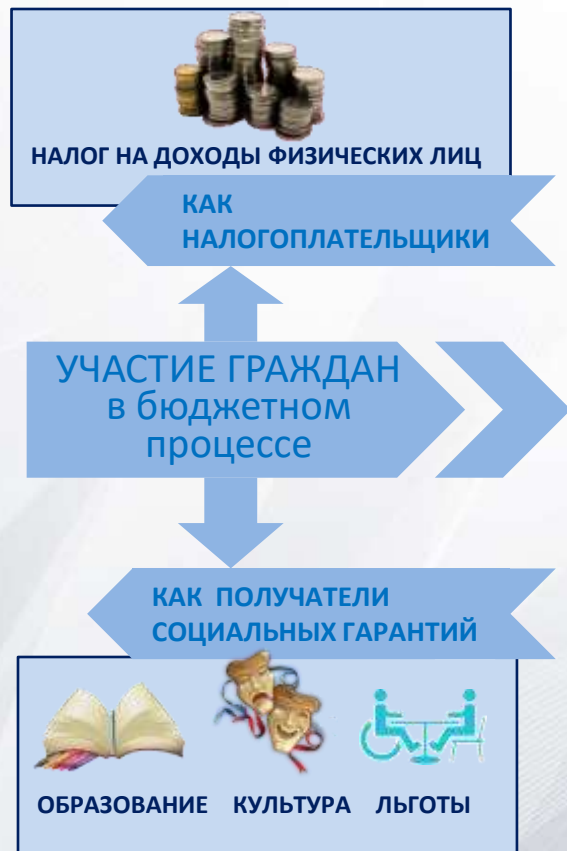 НАЛОГ НА ДОХОДЫ ФИЗИЧЕСКИХ ЛИЦ
КАК
НАЛОГОПЛАТЕЛЬЩИКИ
УЧАСТИЕ ГРАЖДАН
в бюджетном
процессе
КАК ПОЛУЧАТЕЛИ
СОЦИАЛЬНЫХ ГАРАНТИЙ
ОБРАЗОВАНИЕ КУЛЬТУРА ЛЬГОТЫ